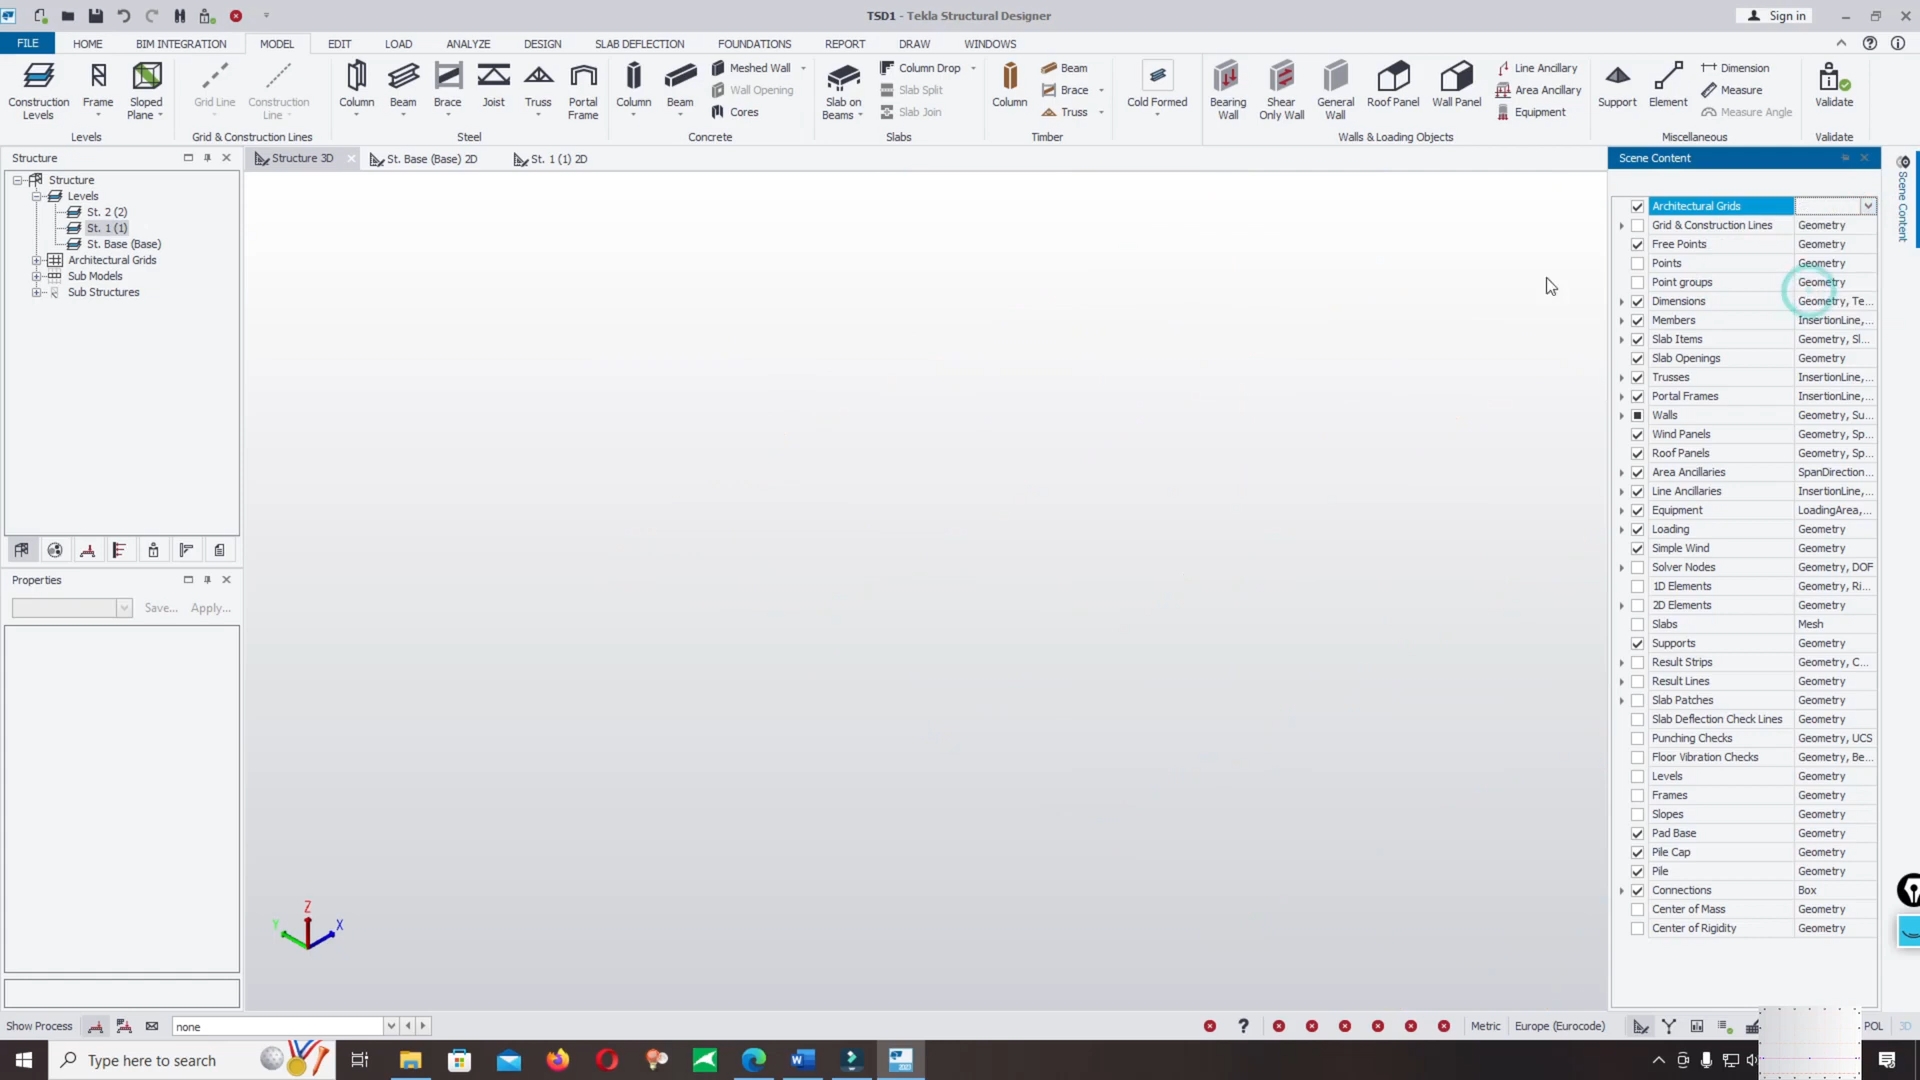 TSD1 - Tekla Structural Designer
Sign in
FILE
HOME
BIM INTEGRATION
MODEL
EDIT
LOAD
ANALYZE
DESIGN
SLAB DEFLECTION
FOUNDATIONS
REPORT
DRAW
WINDOWS
Construction Levels
Frame
Sloped Plane
Levels
Grid Line
Construction Line
Grid & Construction Lines
Column
Beam
Brace
Joist
Truss
Portal Frame
Steel
Column
Beam
Meshed Wall
Wall Opening
Cores
Concrete
Slab on Beams
Column Drop
Slab Split
Slab Join
Slabs
Column
Beam
Brace
Truss
Timber
Cold Formed
Bearing Wall
Shear Only Wall
General Wall
Roof Panel
Wall Panel
Line Ancillary
Area Ancillary
Equipment
Walls & Loading Objects
Support
Element
Dimension
Measure
Measure Angle
Miscellaneous
Validate
Validate
Structure
Structure
Levels
St. 2 (2)
St. 1 (1)
St. Base (Base)
Architectural Grids
Sub Models
Sub Structures
Properties
Save...
Apply...
Structure 3D
St. Base (Base) 2D
St. 1 (1) 2D
Z
Y
X
Scene Content
Scene Content
Architectural Grids
Grid & Construction Lines Geometry
Free Points Geometry
Points Geometry
Point groups Geometry
Dimensions Geometry, Te...
Members InsertionLine,...
Slab Items Geometry, Sl...
Slab Openings Geometry
Trusses InsertionLine,...
Portal Frames InsertionLine,...
Walls Geometry, Su...
Wind Panels Geometry, Sp...
Roof Panels Geometry, Sp...
Area Ancillaries SpanDirection...
Line Ancillaries InsertionLine,...
Equipment LoadingArea,...
Loading Geometry
Simple Wind Geometry
Solver Nodes Geometry, DOF
1D Elements Geometry, Ri...
2D Elements Geometry
Slabs Mesh
Supports Geometry
Result Strips Geometry, C...
Result Lines Geometry
Slab Patches Geometry
Slab Deflection Check Lines Geometry
Punching Checks Geometry, UCS
Floor Vibration Checks Geometry, Be...
Levels Geometry
Frames Geometry
Slopes Geometry
Pad Base Geometry
Pile Cap Geometry
Pile Geometry
Connections Box
Center of Mass Geometry
Center of Rigidity Geometry
Show Process
none
Metric
Europe (Eurocode)
POL
3D
Type here to search